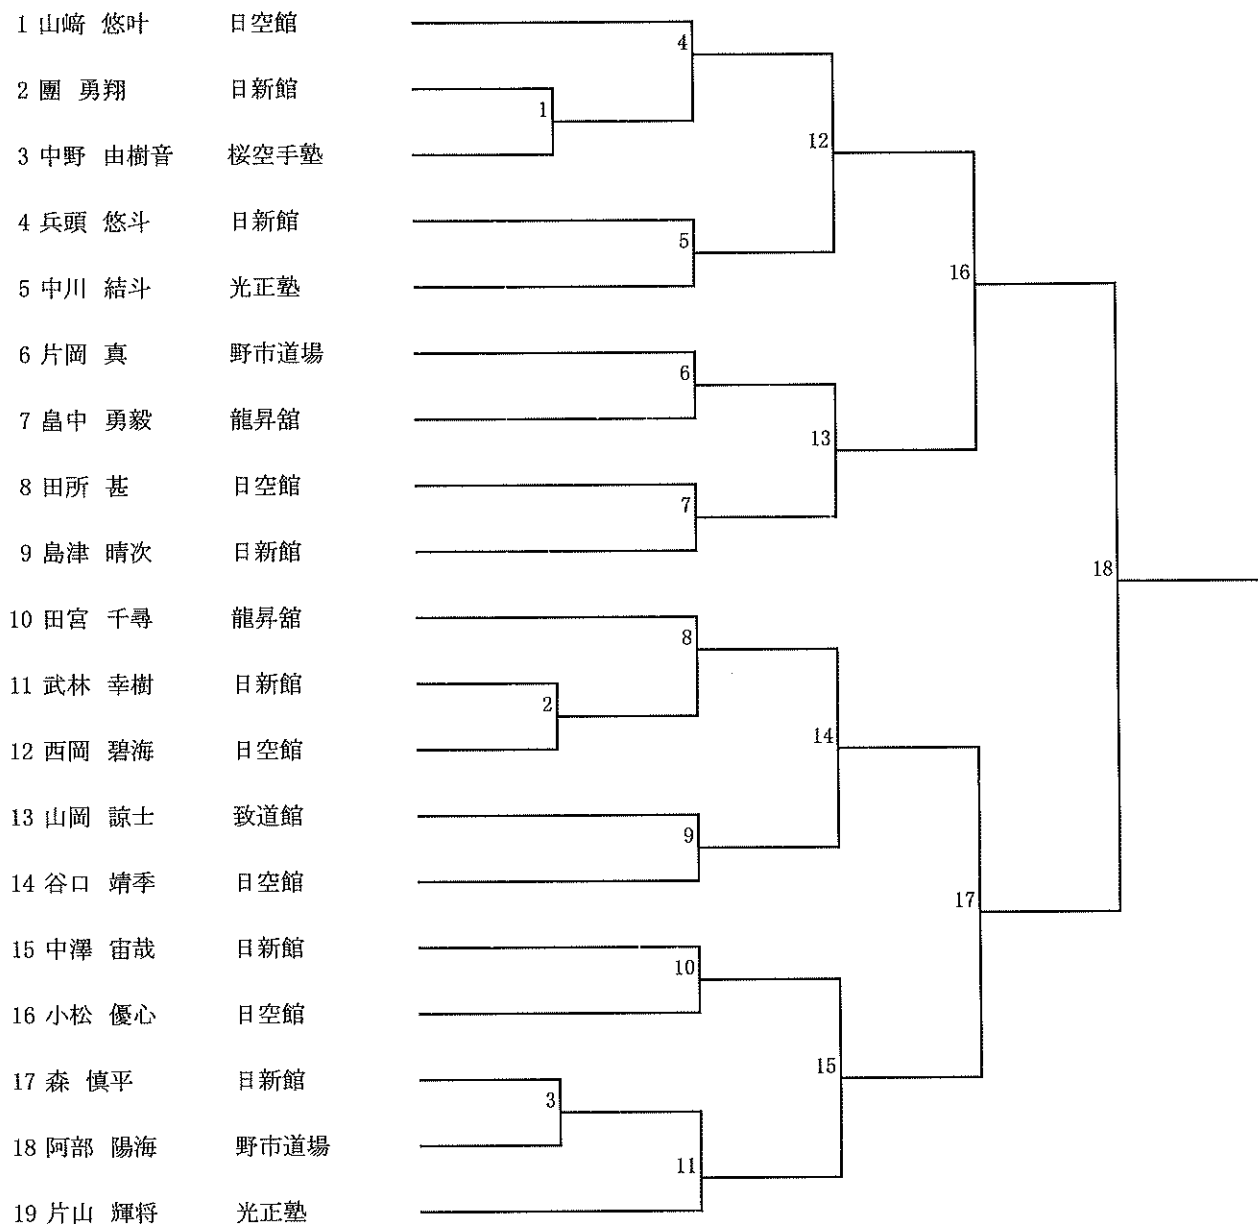 1 山﨑 悠叶 日空館
4
2 團 勇翔 日新館
1
12
3 中野 由樹音 桜空手塾
4 兵頭 悠斗 日新館
5
16
5 中川 結斗 光正塾
6 片岡 真 野市道場
6
7 畠中 勇毅 龍昇舘
13
8 田所 甚 日空館
7
9 島津 晴次 日新館
18
10 田宮 千尋 龍昇舘
8
11 武林 幸樹 日新館
2
14
12 西岡 碧海 日空館
13 山岡 諒士 致道館
9
14 谷口 靖季 日空館
17
15 中澤 宙哉 日新館
10
16 小松 優心 日空館
15
17 森 慎平 日新館
3
18 阿部 陽海 野市道場
11
19 片山 輝将 光正塾